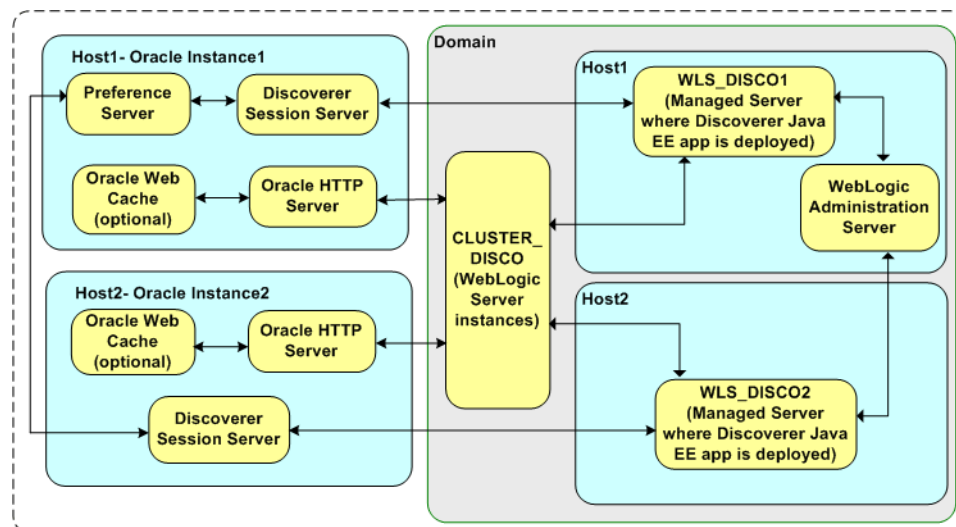 Host1- Oracle Instance1
Preference
Server
Discoverer
Session Server
Oracle Web
Cache
(optional)
Oracle HTTP
Server
Host2- Oracle Instance2
Oracle Web
Cache
(optional)
Oracle HTTP
Server
Discoverer
Session Server
Domain
CLUSTER_
DISCO
(WebLogic
Server
instances)
Host1
WLS_DISCO1
(Managed Server
where Discoverer Java
EE app is deployed)
WebLogic
Administration
Server
Host2
WLS_DISCO2
(Managed Server
where Discoverer Java
EE app is deployed)